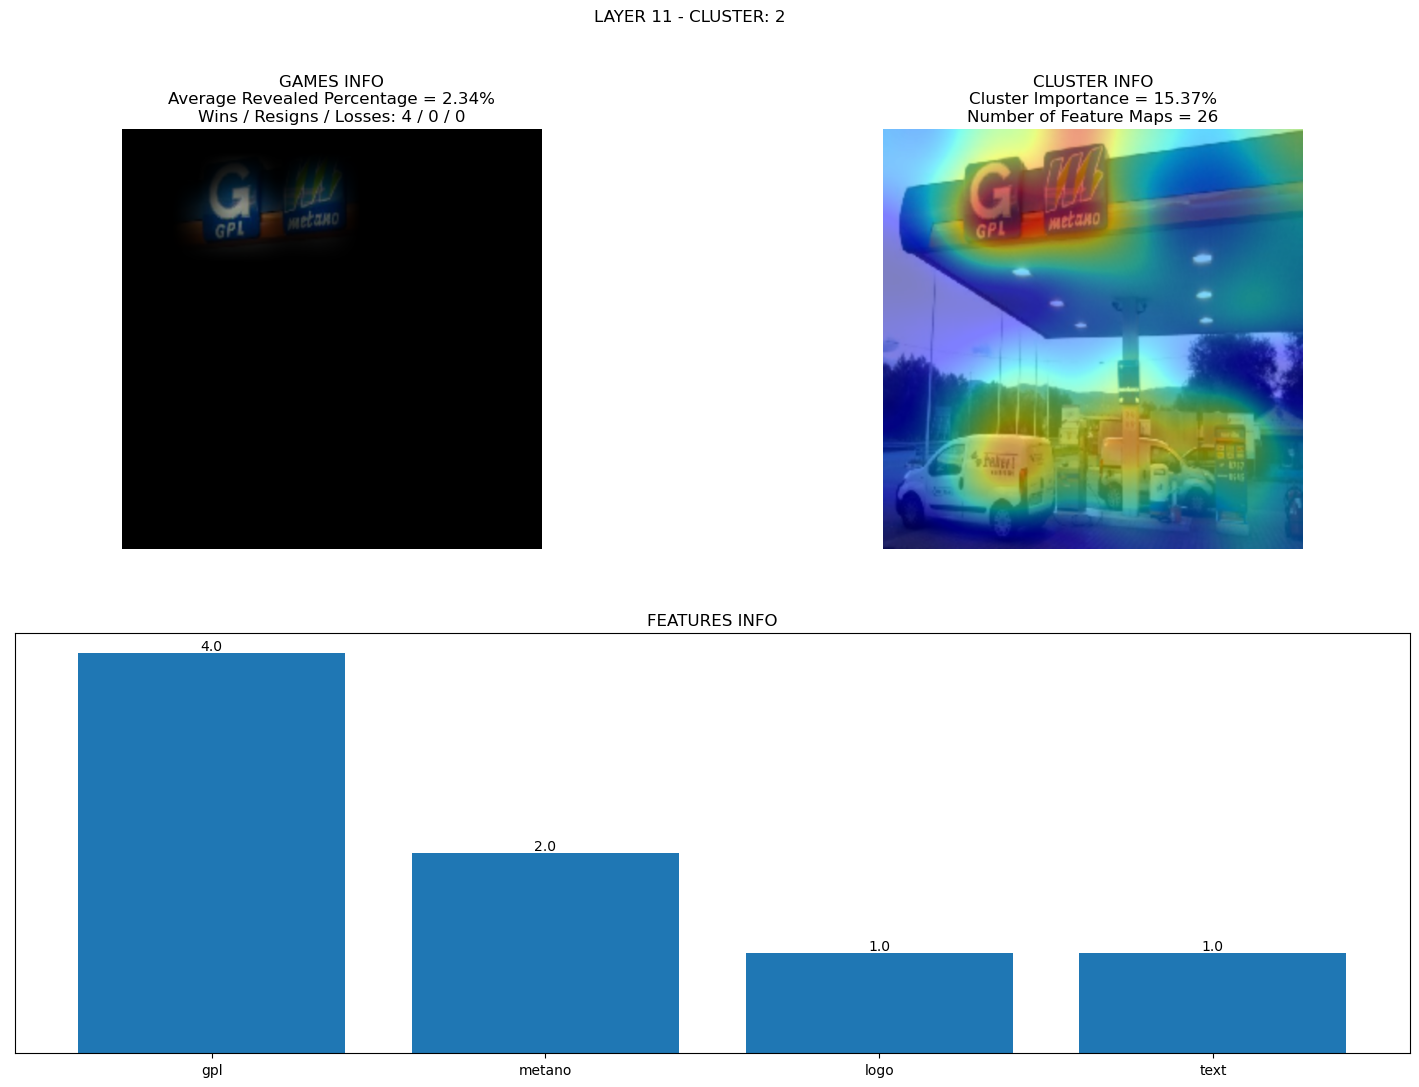 LAYER 11 - CLUSTER: 2
GAMES INFO
Average Revealed Percentage = 2.34%
Wins / Resigns / Losses: 4 / 0 / 0
G
GPL
metano
CLUSTER INFO
Cluster Importance = 15.37%
Number of Feature Maps = 26
G
GPL
metano
FEATURES INFO
4.0
2.0
1.0
1.0
gpl
metano
logo
text